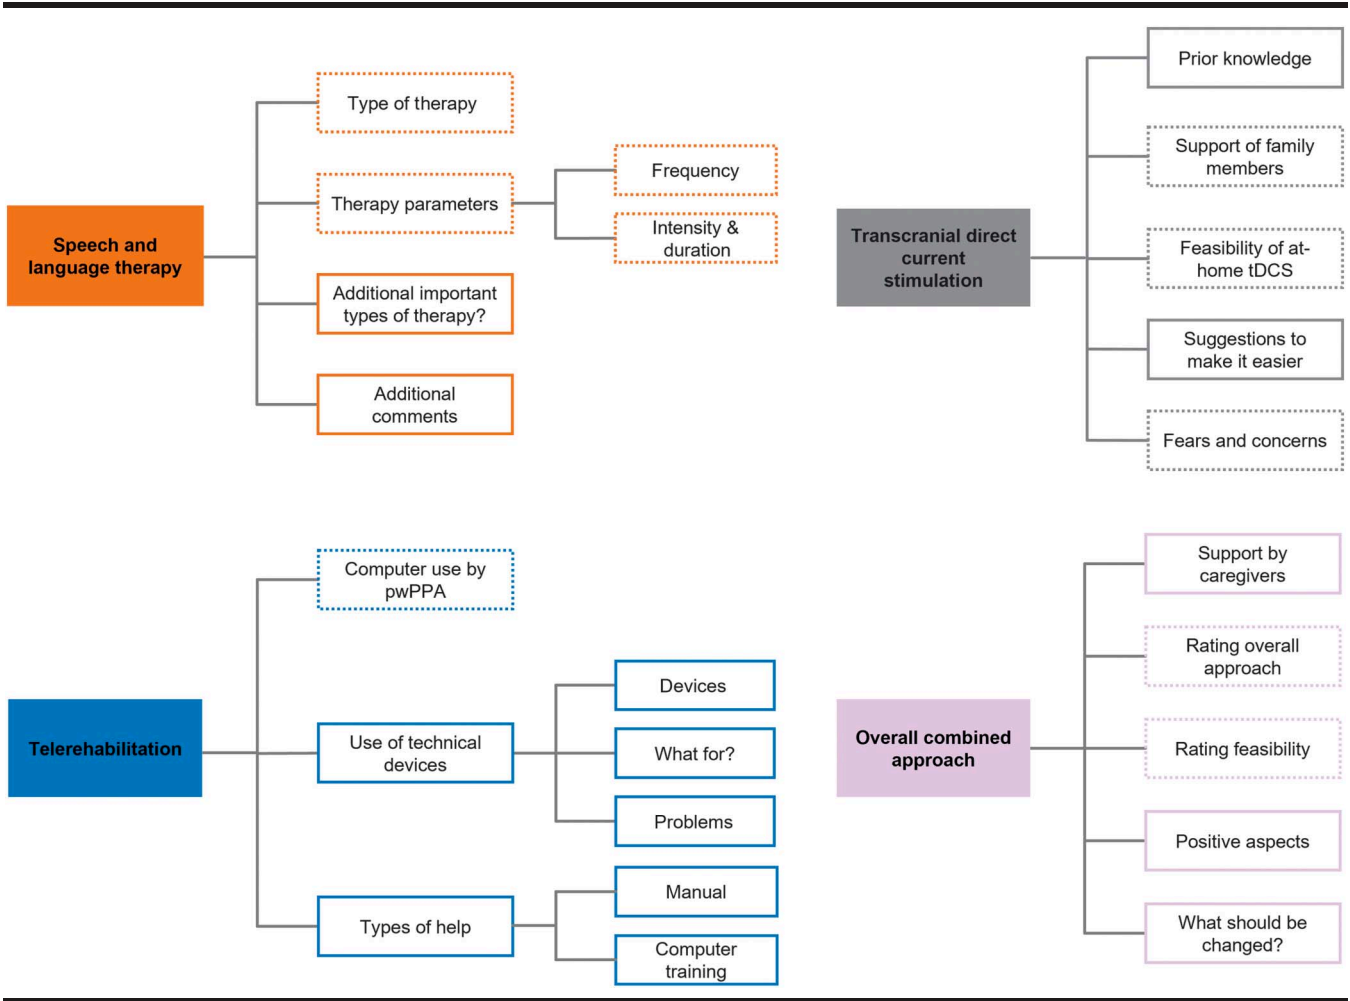 Speech and
language therapy
Type of therapy
Therapy parameters
Frequency
Intensity &
duration
Additional important
types of therapy?
Additional
comments
Transcranial direct
current
stimulation
Prior knowledge
Support of family
members
Feasibility of at-
home tDCS
Suggestions to
make it easier
Fears and concerns
Telerehabilitation
Computer use by
pwPPA
Use of technical
devices
Devices
What for?
Problems
Types of help
Manual
Computer
training
Overall combined
approach
Support by
caregivers
Rating overall
approach
Rating feasibility
Positive aspects
What should be
changed?